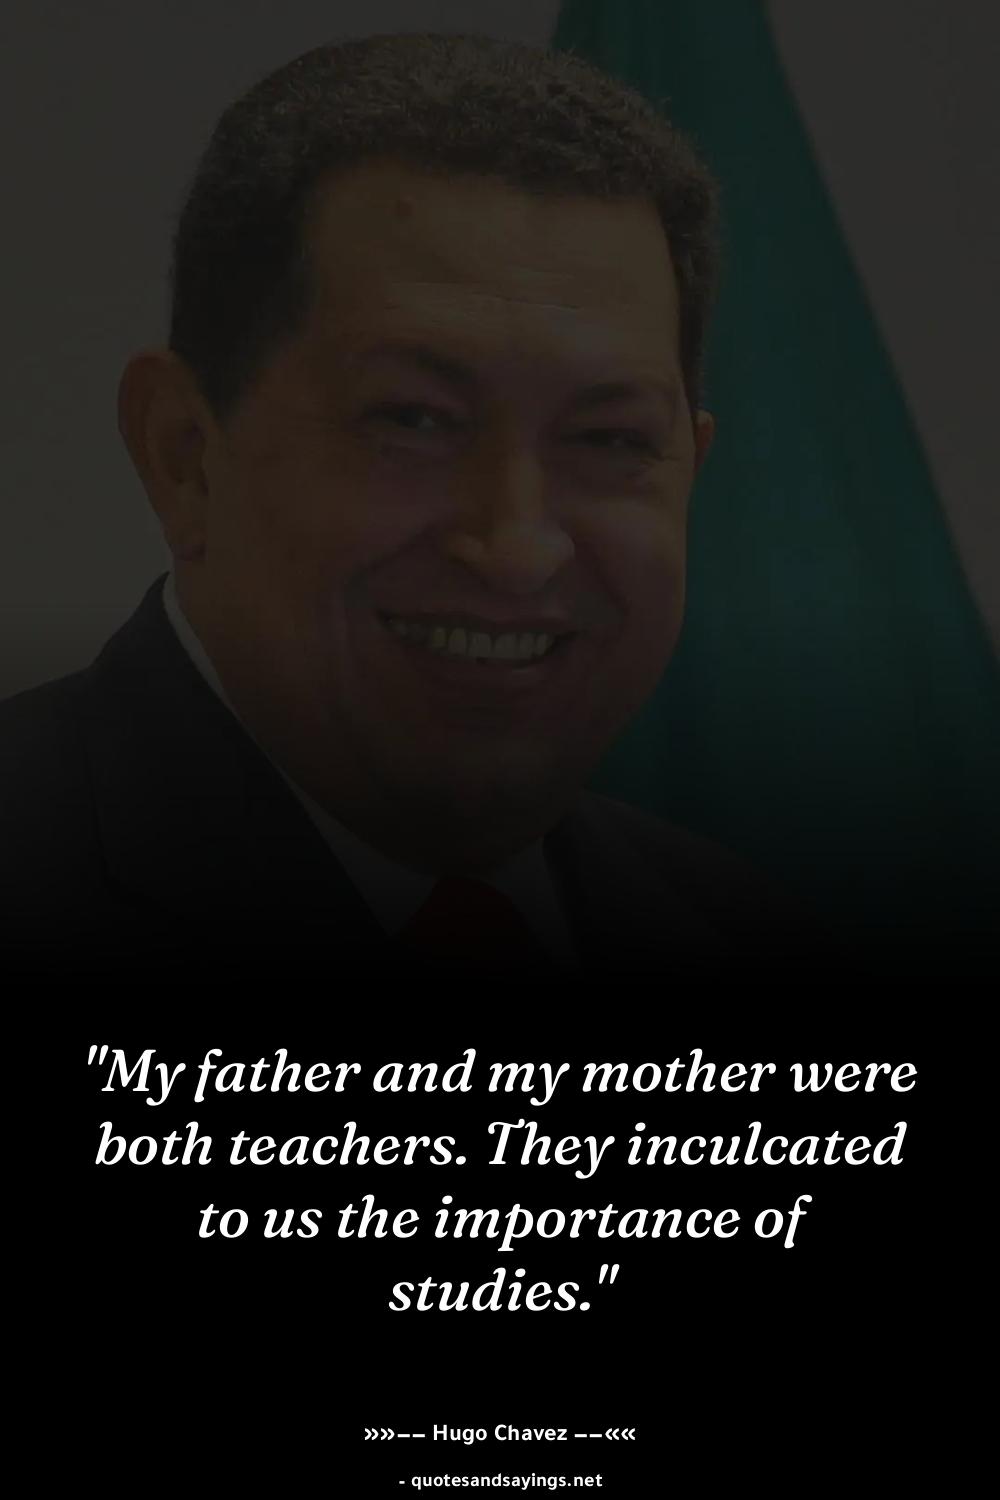 "My father and my mother were
both teachers. They inculcated
to us the importance of
studies."
»»–– Hugo Chavez ––««
- quotesandsayings.net